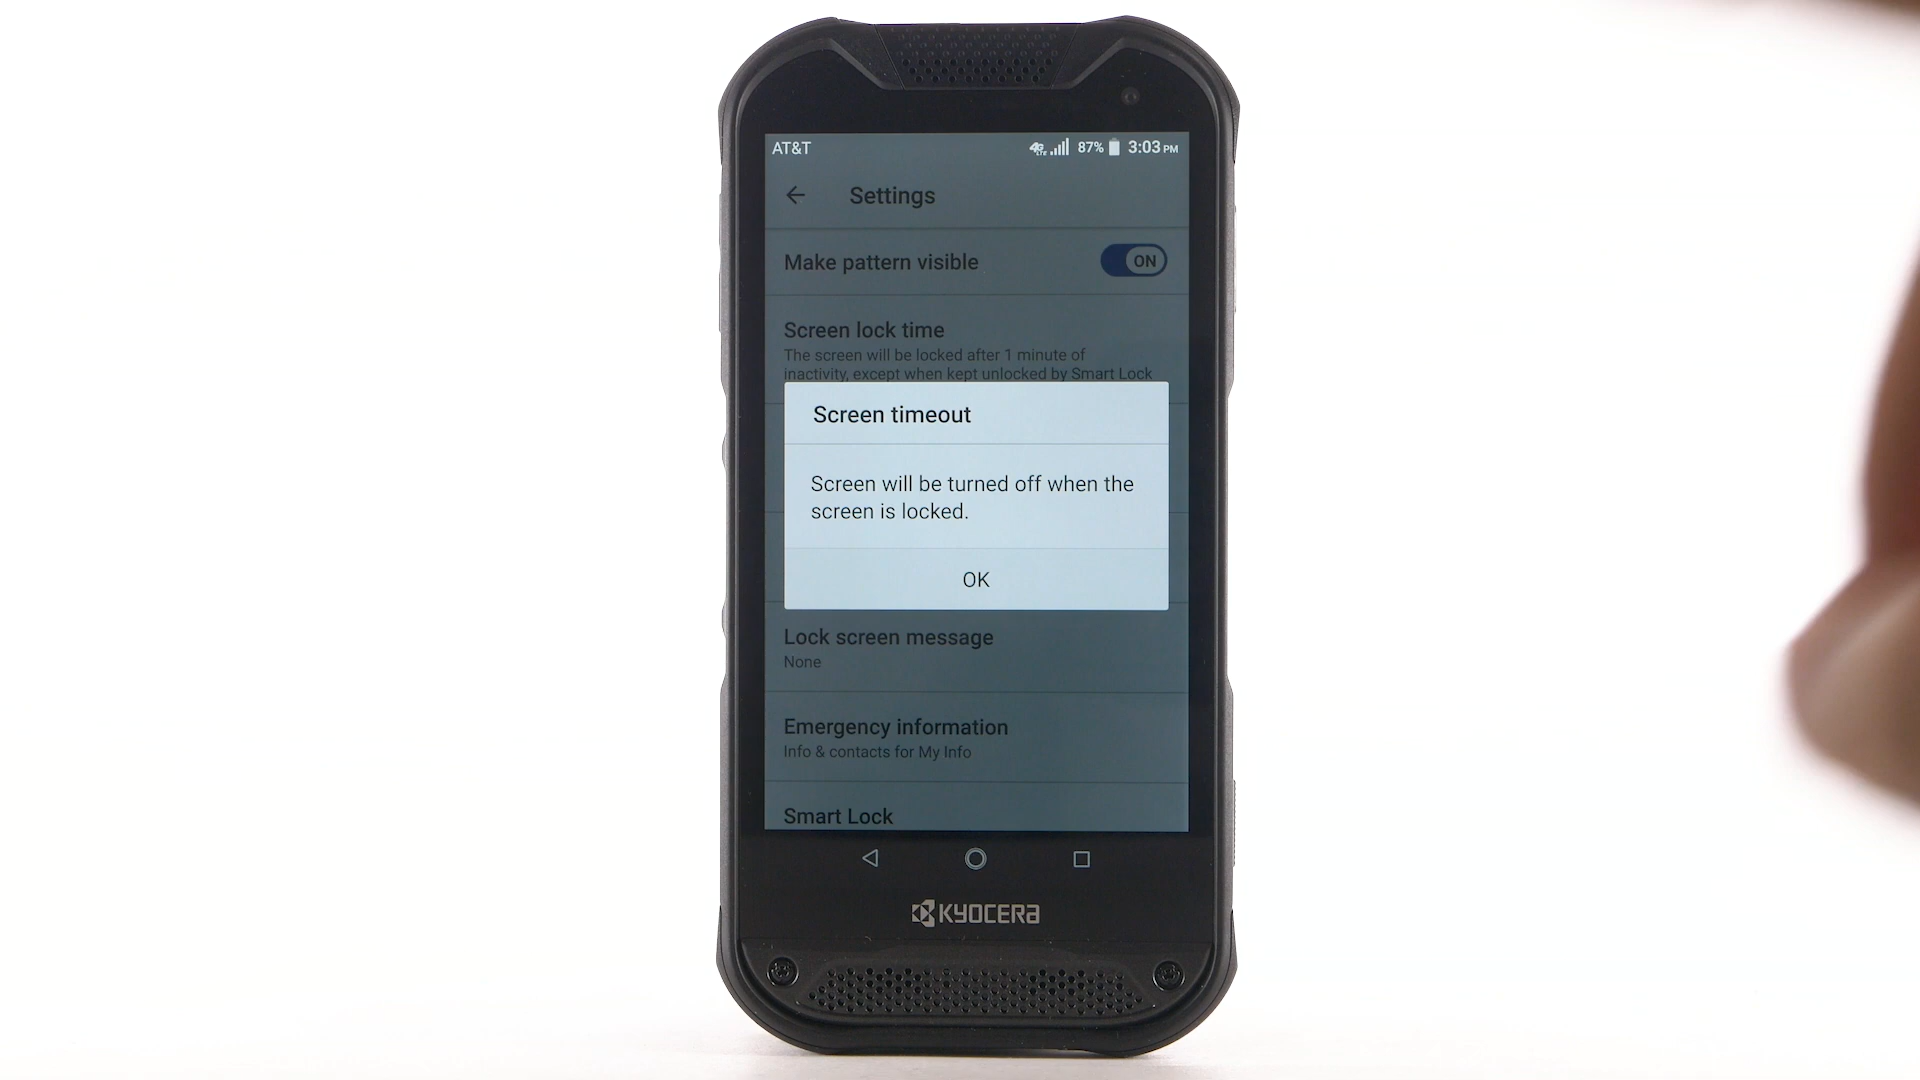 AT&T 4G LTE 87% 3:03 PM
Settings
Make pattern visible ON
Screen lock time
The screen will be locked after 1 minute of
inactivity, except when kept unlocked by Smart Lock
Screen timeout
Screen will be turned off when the
screen is locked.
OK
Lock screen message
None
Emergency information
Info & contacts for My Info
Smart Lock
KYOCERA